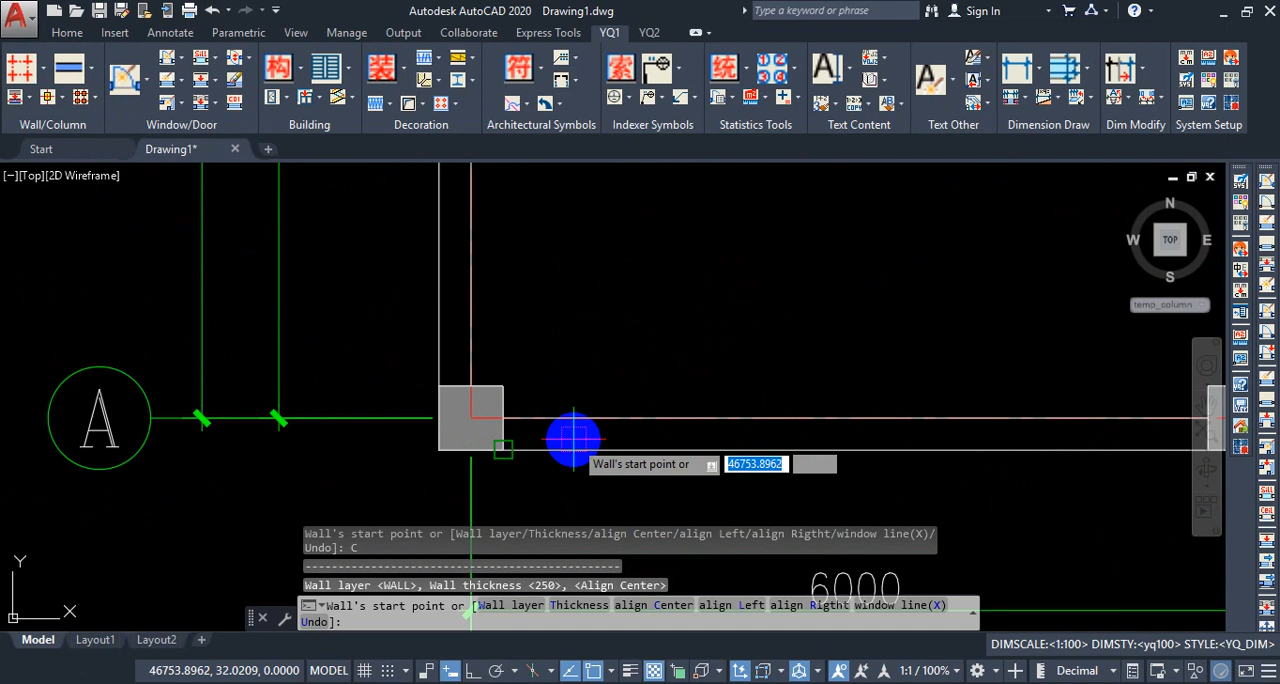 Autodesk AutoCAD 2020 Drawing1.dwg
Type a keyword or phrase
Sign In
Home Insert Annotate Parametric View Manage Output Collaborate Express Tools YQ1 YQ2
构 装 符 索 统 A A
Wall/Column Window/Door Building Decoration Architectural Symbols Indexer Symbols Statistics Tools Text Content Text Other Dimension Draw Dim Modify System Setup
Start Drawing1*
[−][Top][2D Wireframe]
N
W TOP E
S
temp_column
A
Wall's start point or 46753.8962
Wall's start point or [Wall layer/Thickness/align Center/align Left/align Rigtht/window line(X)/
Undo]: C
--------------------------------------------------
Wall layer <WALL>, Wall thickness <250>, <Align Center>
6000
Wall's start point or [Wall layer Thickness align Center align Left align Rigtht window line(X)
Undo]:
Y
X
Model Layout1 Layout2 +
DIMSCALE:<1:100> DIMSTY:<yq100> STYLE:<YQ_DIM>
46753.8962, 32.0209, 0.0000 MODEL 1:1 / 100% Decimal